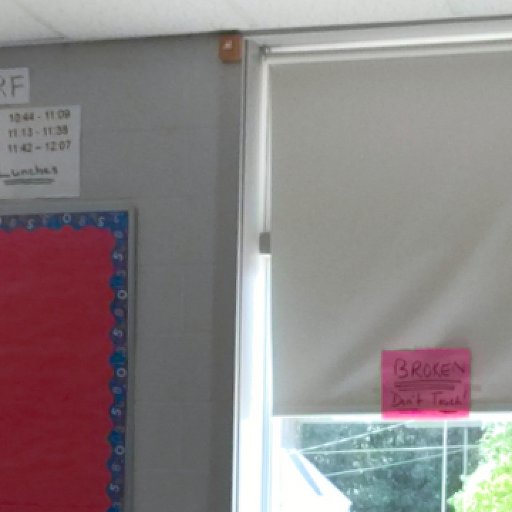 RF
10:44 - 11:09
11:13 - 11:38
11:42 - 12:07
Lunches
BROKEN
Don't Touch!